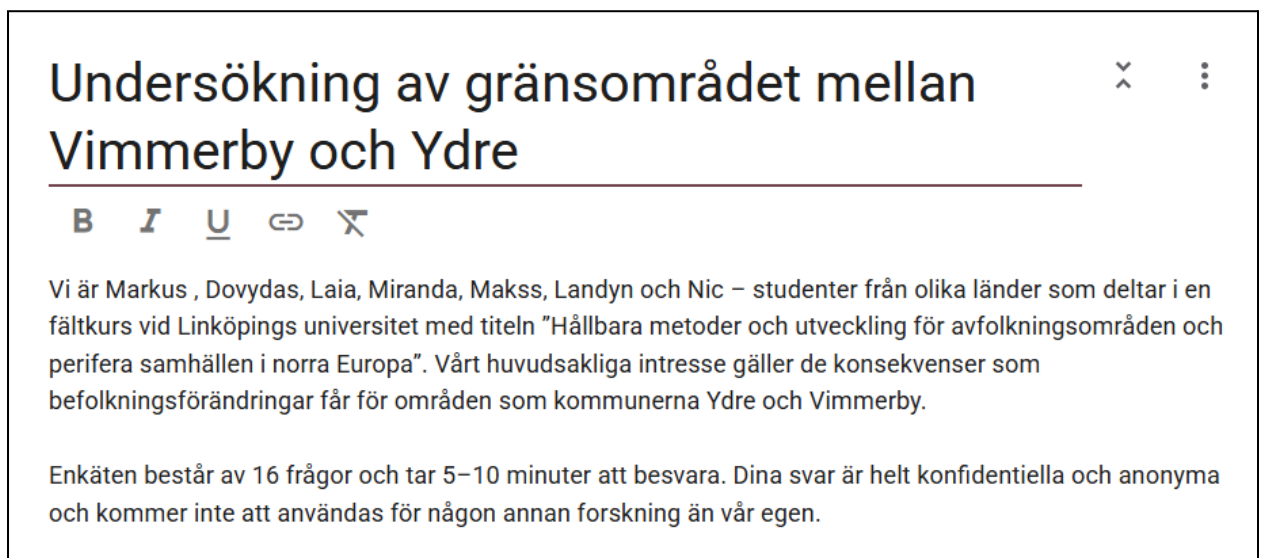 Undersökning av gränsområdet mellan
Vimmerby och Ydre
B I U
Vi är Markus , Dovydas, Laia, Miranda, Makss, Landyn och Nic – studenter från olika länder som deltar i en
fältkurs vid Linköpings universitet med titeln ”Hållbara metoder och utveckling för avfolkningsområden och
perifera samhällen i norra Europa”. Vårt huvudsakliga intresse gäller de konsekvenser som
befolkningsförändringar får för områden som kommunerna Ydre och Vimmerby.
Enkäten består av 16 frågor och tar 5–10 minuter att besvara. Dina svar är helt konfidentiella och anonyma
och kommer inte att användas för någon annan forskning än vår egen.